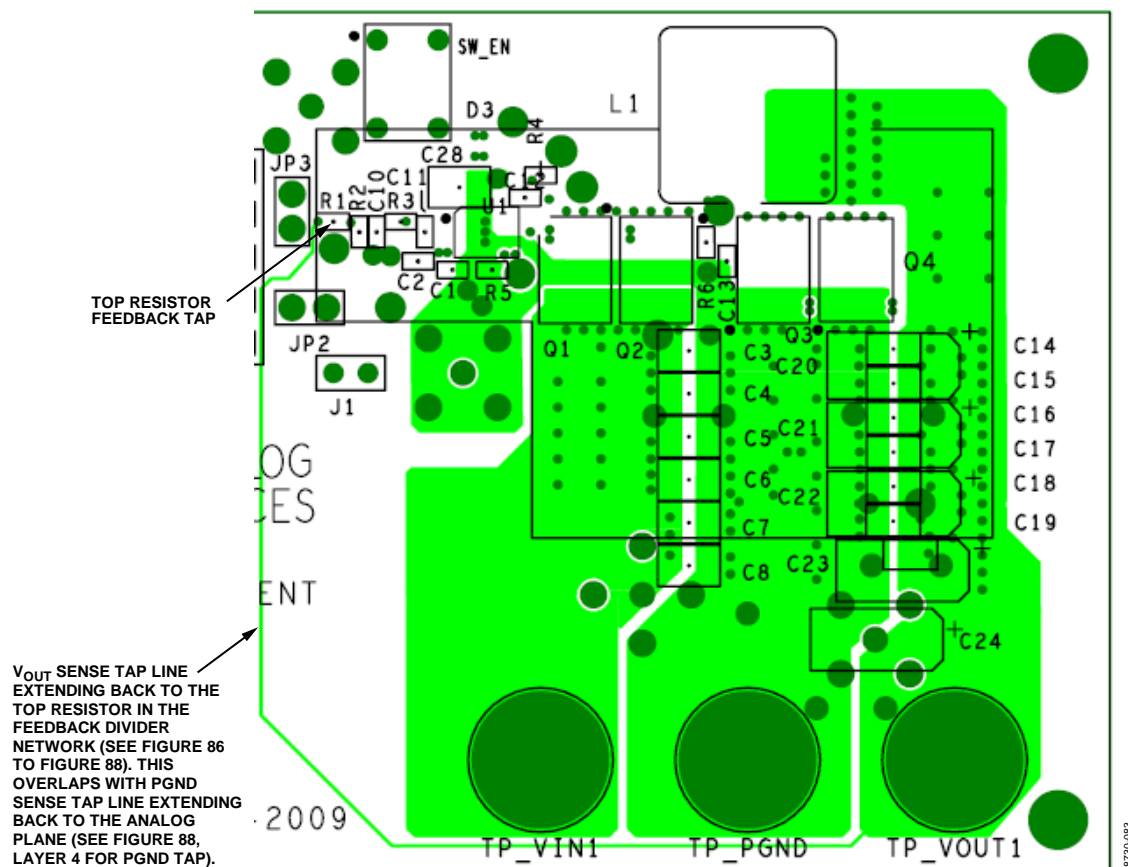 SW_EN
D3
L1
R4
JP3
C28
C11
R1
R2
C10
R3
U1
TOP RESISTOR
FEEDBACK TAP
C2
C1
R5
R6
C13
Q4
JP2
J1
Q1
Q2
Q3
C3
C20
C14
C15
C4
C16
C21
C5
C17
C6
C22
C18
C7
C19
C23
C8
C24
OG
CES
ENT
V_OUT SENSE TAP LINE
EXTENDING BACK TO THE
TOP RESISTOR IN THE
FEEDBACK DIVIDER
NETWORK (SEE FIGURE 86
TO FIGURE 88). THIS
OVERLAPS WITH PGND
SENSE TAP LINE EXTENDING
BACK TO THE ANALOG
PLANE (SEE FIGURE 88,
LAYER 4 FOR PGND TAP).
2009
TP_VIN1
TP_PGND
TP_VOUT1